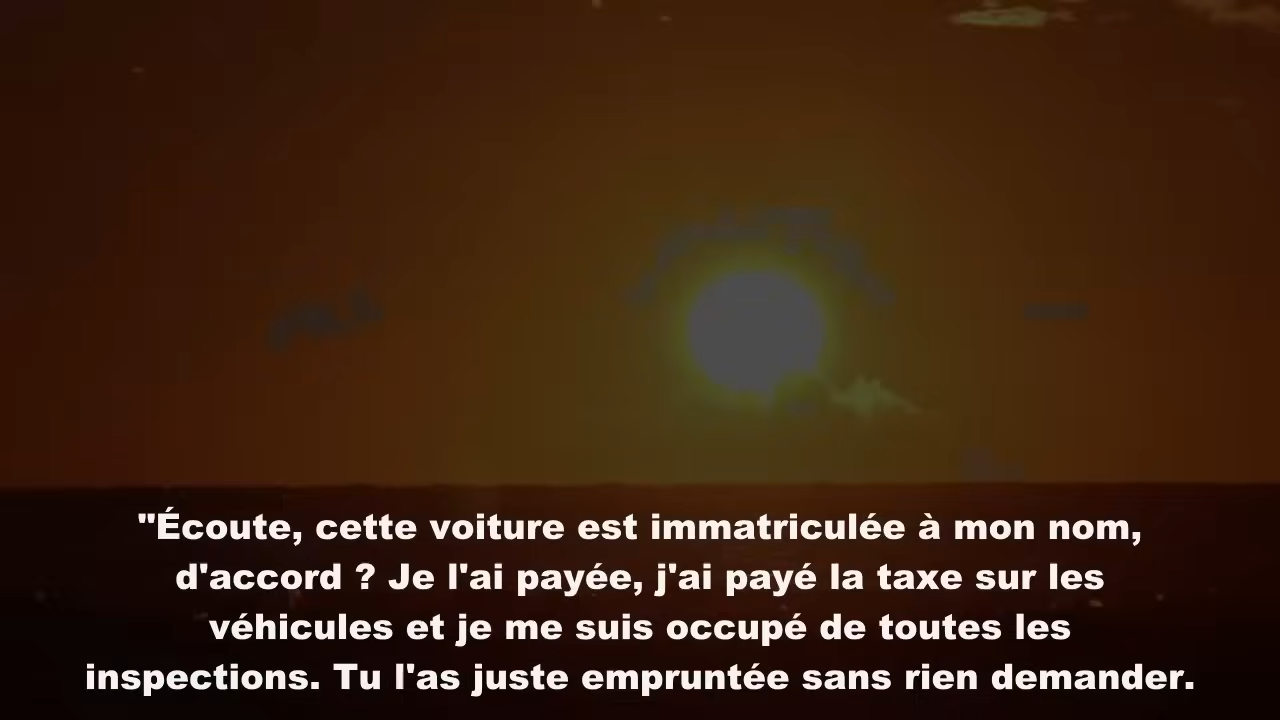 "Écoute, cette voiture est immatriculée à mon nom,
d'accord ? Je l'ai payée, j'ai payé la taxe sur les
véhicules et je me suis occupé de toutes les
inspections. Tu l'as juste empruntée sans rien demander.